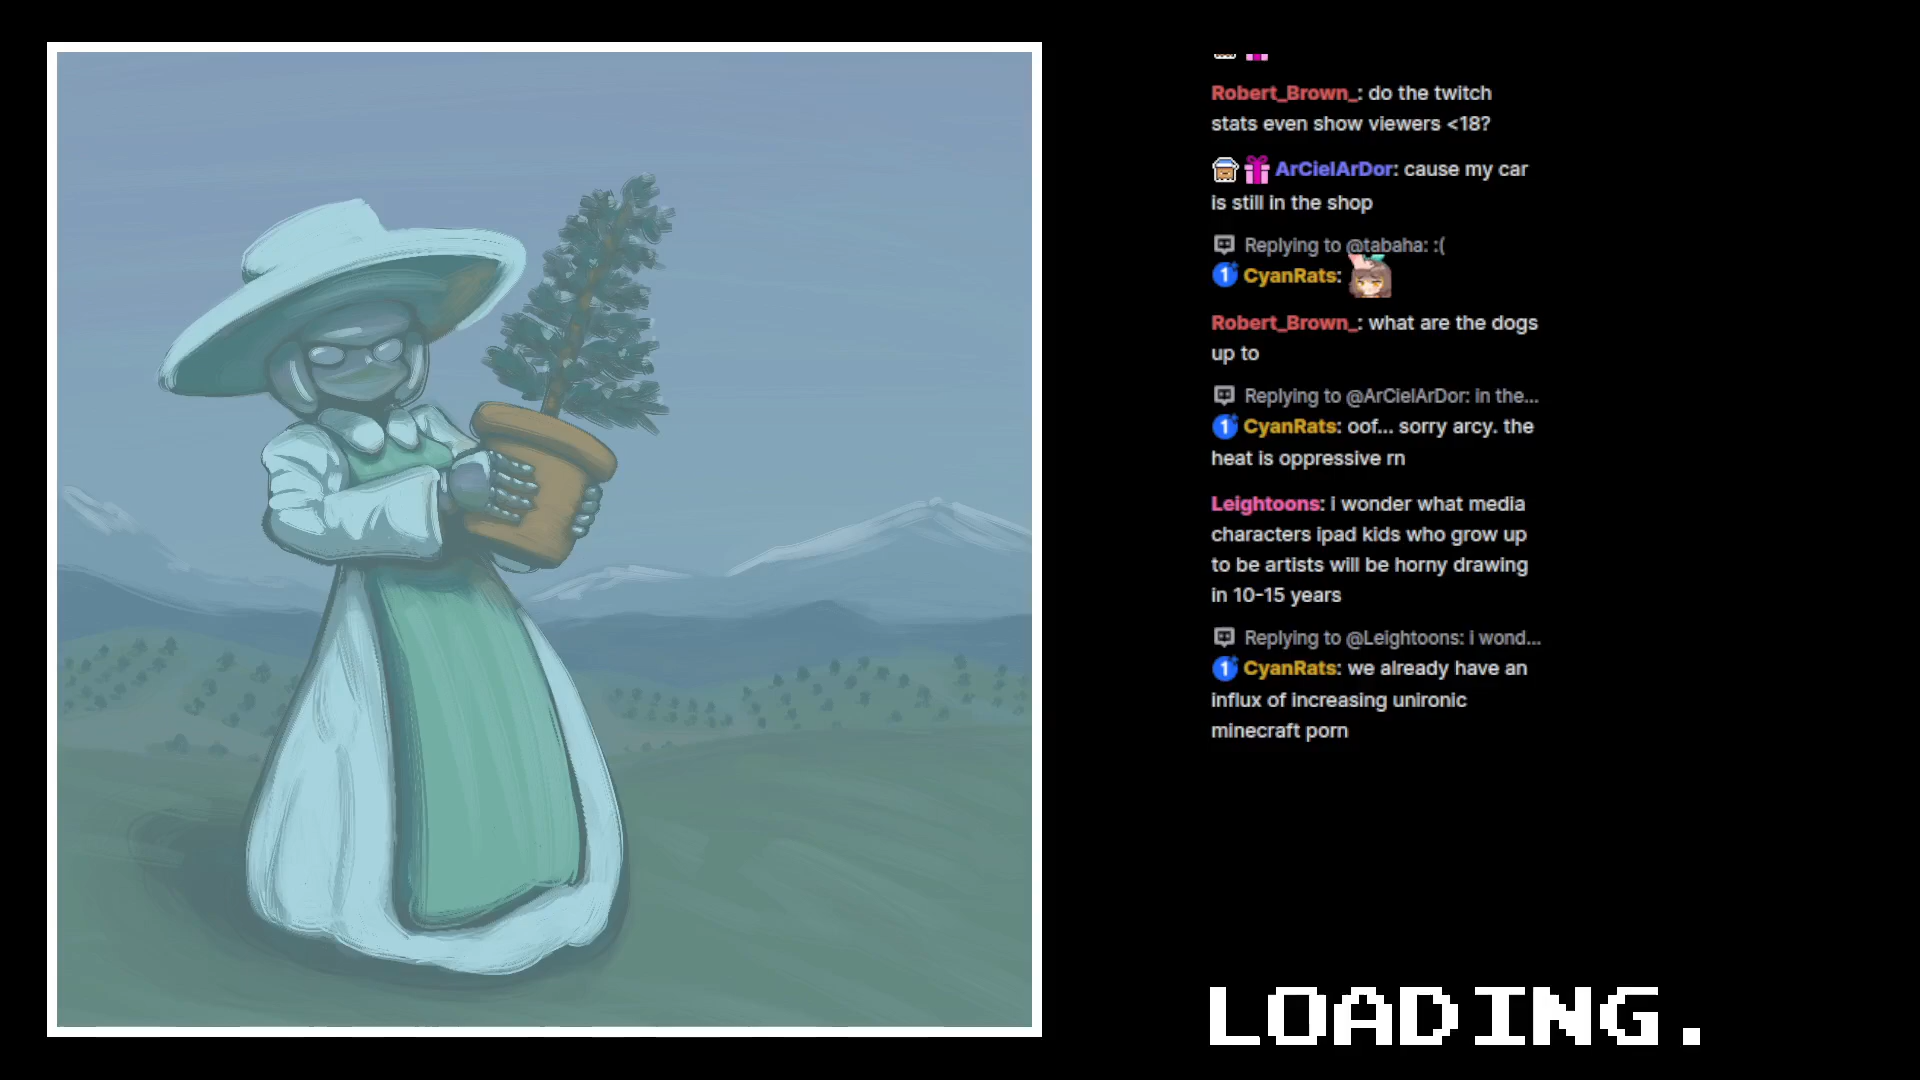 Robert_Brown_: do the twitch
stats even show viewers <18?
ArCielArDor: cause my car
is still in the shop
Replying to @tabaha: :(
1 CyanRats:
Robert_Brown_: what are the dogs
up to
Replying to @ArCielArDor: in the...
1 CyanRats: oof... sorry arcy. the
heat is oppressive rn
Leightoons: i wonder what media
characters ipad kids who grow up
to be artists will be horny drawing
in 10-15 years
Replying to @Leightoons: i wond...
1 CyanRats: we already have an
influx of increasing unironic
minecraft porn
LOADING.